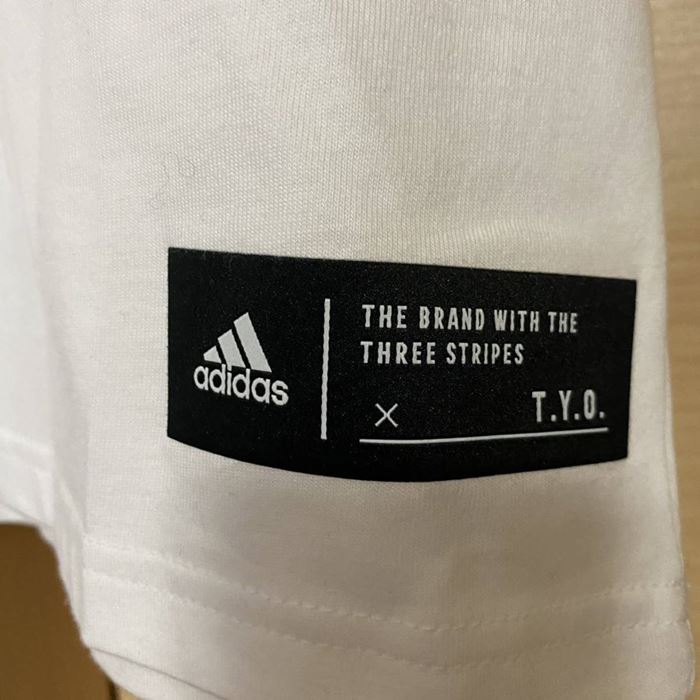 adidas
THE BRAND WITH THE
THREE STRIPES
× T.Y.O.